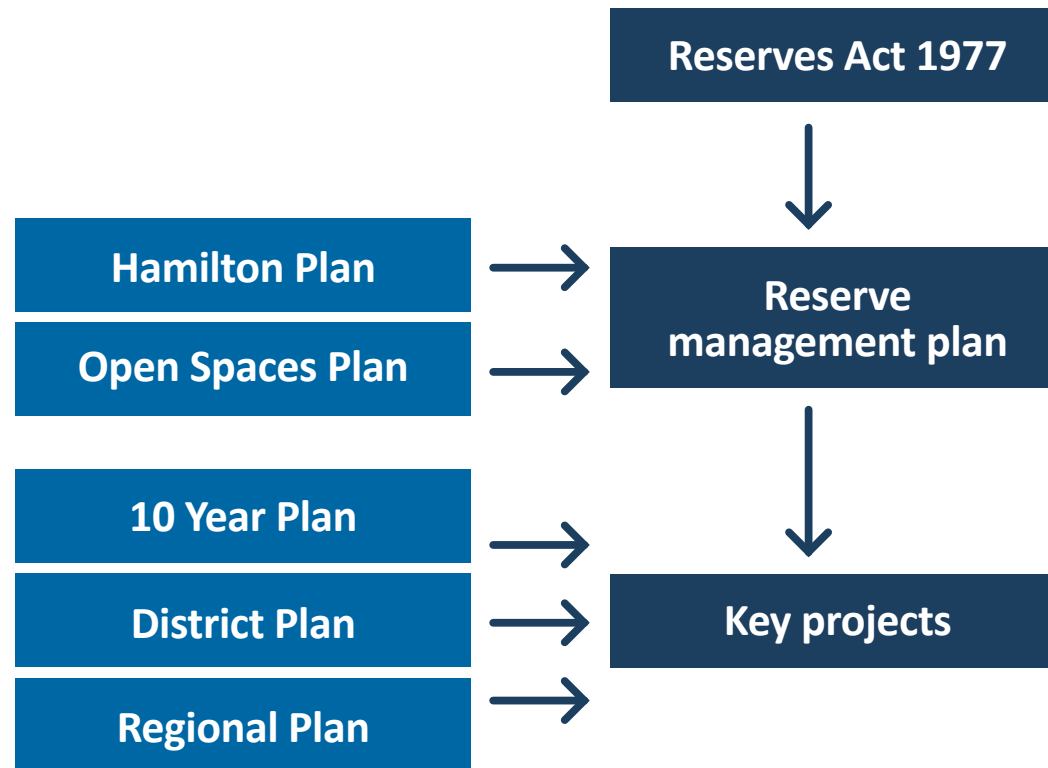 Reserves Act 1977
Hamilton Plan
Open Spaces Plan
Reserve
management plan
10 Year Plan
District Plan
Regional Plan
Key projects